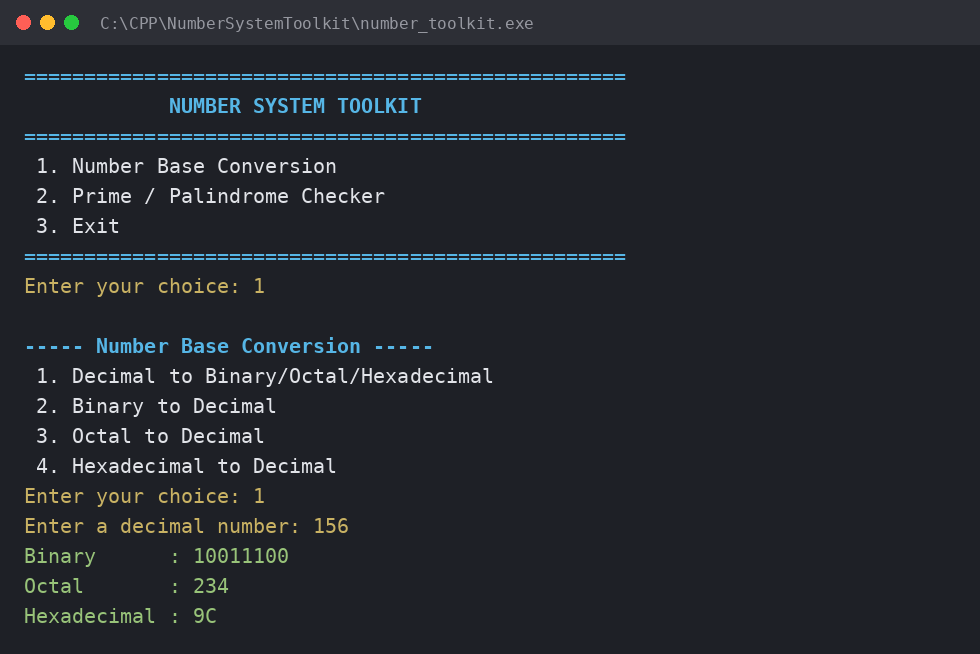 C:\CPP\NumberSystemToolkit\number_toolkit.exe
==================================================
NUMBER SYSTEM TOOLKIT
==================================================
1. Number Base Conversion
2. Prime / Palindrome Checker
3. Exit
==================================================
Enter your choice: 1
----- Number Base Conversion -----
1. Decimal to Binary/Octal/Hexadecimal
2. Binary to Decimal
3. Octal to Decimal
4. Hexadecimal to Decimal
Enter your choice: 1
Enter a decimal number: 156
Binary      : 10011100
Octal       : 234
Hexadecimal : 9C